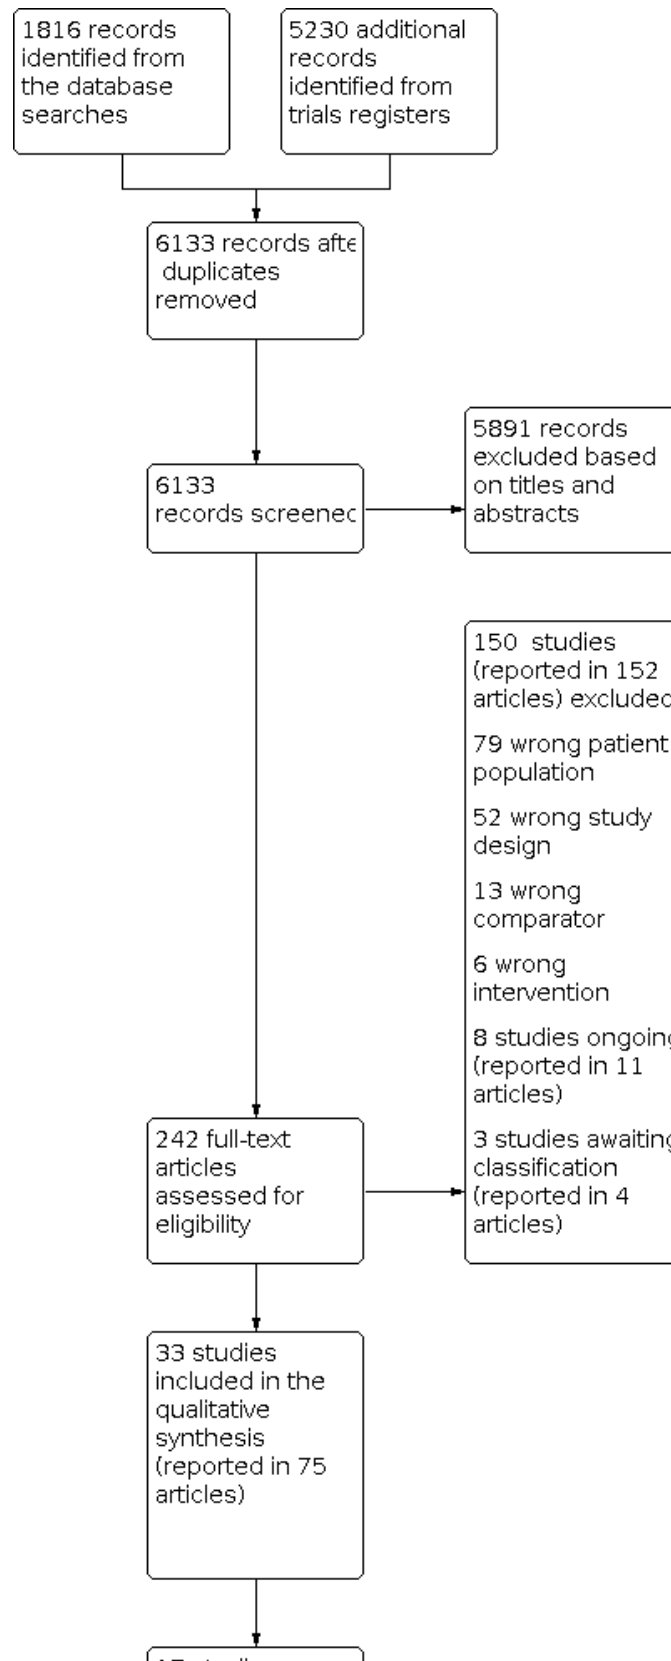 1816 records
identified from
the database
searches
5230 additional
records
identified from
trials registers
6133 records afte
duplicates
removed
6133
records screened
5891 records
excluded based
on titles and
abstracts
150 studies
(reported in 152
articles) excluded
79 wrong patient
population
52 wrong study
design
13 wrong
comparator
6 wrong
intervention
8 studies ongoing
(reported in 11
articles)
3 studies awaiting
classification
(reported in 4
articles)
242 full-text
articles
assessed for
eligibility
33 studies
included in the
qualitative
synthesis
(reported in 75
articles)